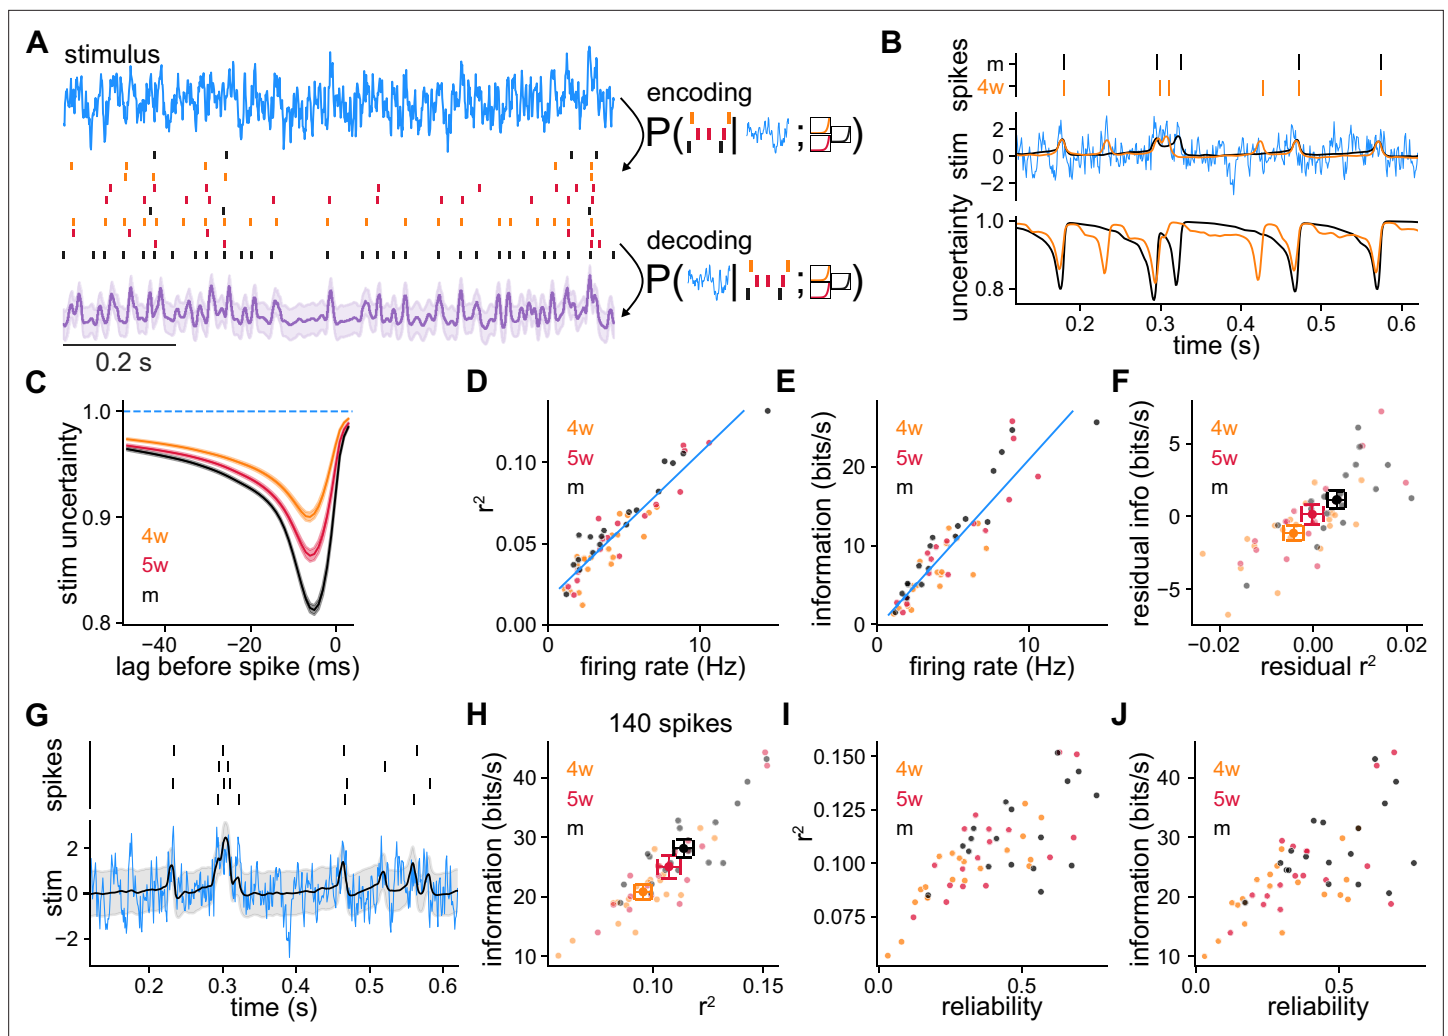 A
stimulus
encoding
P( | ; )
decoding
P( | ; )
0.2 s
B
spikes
m
4w
stim
2
0
−2
uncertainty
1.0
0.8
0.2 0.3 0.4 0.5 0.6
time (s)
C
stim uncertainty
1.0
0.9
0.8
4w
5w
m
−40 −20 0
lag before spike (ms)
D
r²
0.10
0.05
0.00
4w
5w
m
0 10
firing rate (Hz)
E
information (bits/s)
20
10
0
4w
5w
m
0 10
firing rate (Hz)
F
residual info (bits/s)
5
0
−5
4w
5w
m
−0.02 0.00 0.02
residual r²
G
spikes
stim
2
0
−2
0.2 0.3 0.4 0.5 0.6
time (s)
H
140 spikes
information (bits/s)
40
30
20
10
4w
5w
m
0.10 0.15
r²
I
r²
0.150
0.125
0.100
0.075
4w
5w
m
0.0 0.5
reliability
J
information (bits/s)
40
30
20
10
4w
5w
m
0.0 0.5
reliability